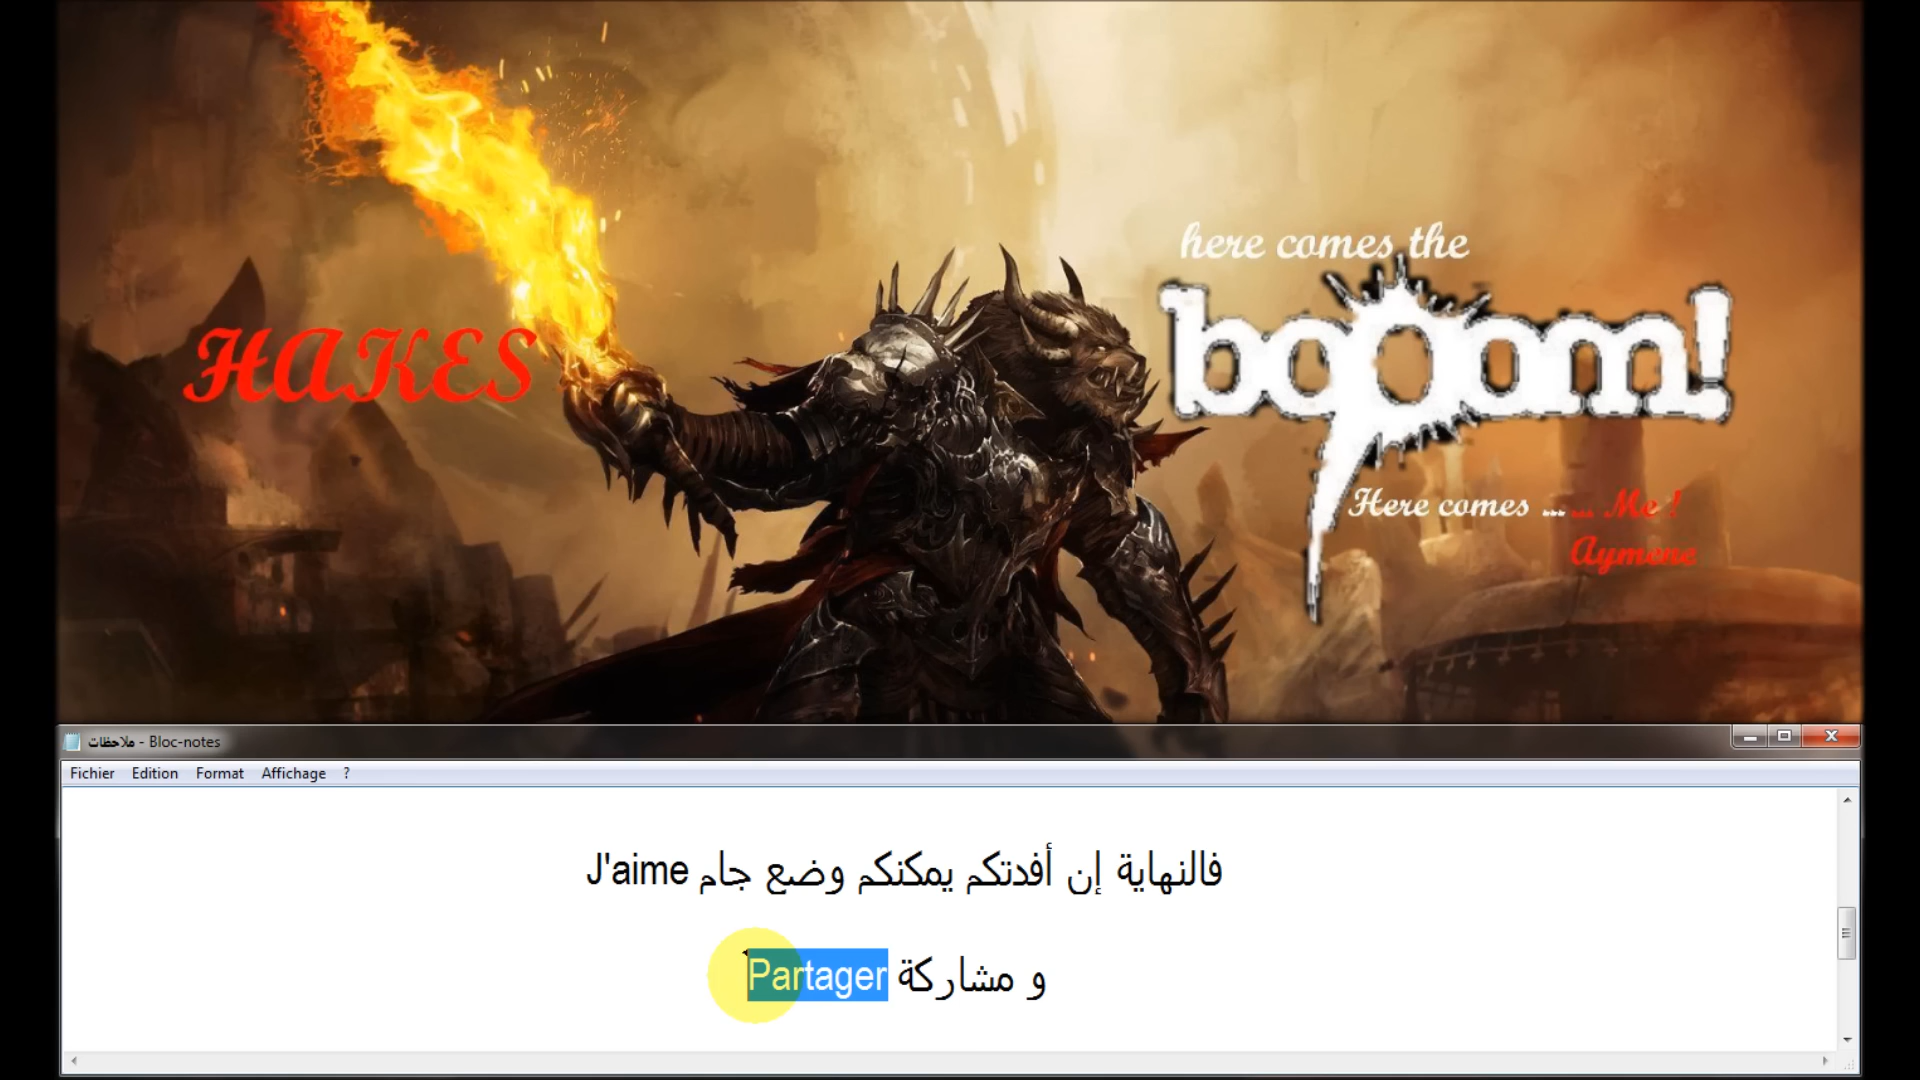 here comes the
boOom!
HAKES
Here comes ...... Me !
Aymene
ملاحظات - Bloc-notes
Fichier Edition Format Affichage ?
فالنهاية إن أفدتكم يمكنكم وضع جام J'aime
و مشاركة Partager